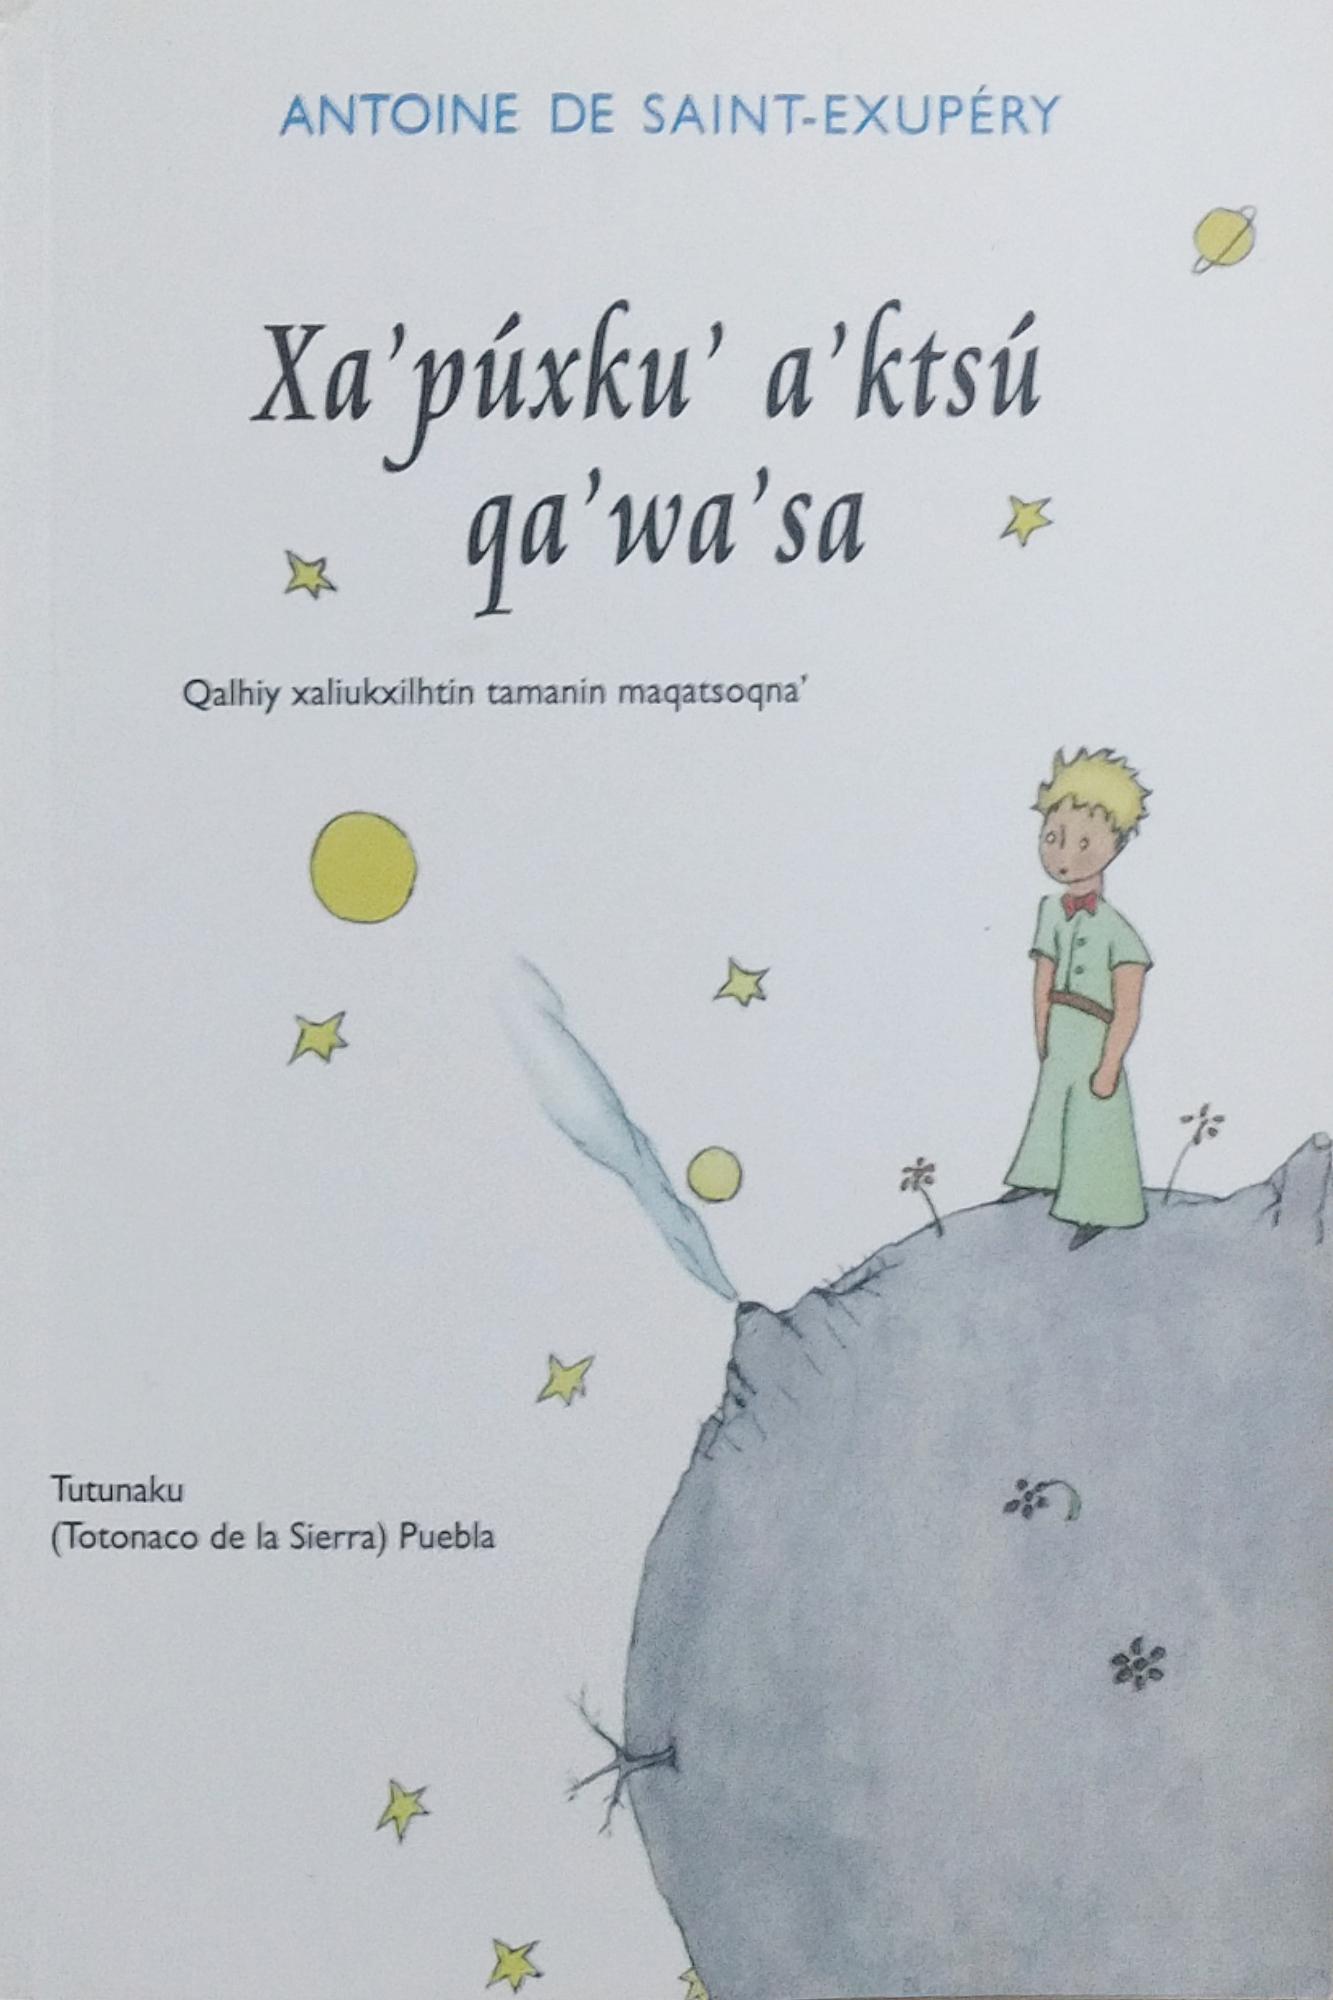 ANTOINE DE SAINT-EXUPÉRY
Xa’púxku’ a’ktsú
qa’wa’sa
Qalhiy xaliukxilhtin tamanin maqatsoqna’
Tutunaku
(Totonaco de la Sierra) Puebla